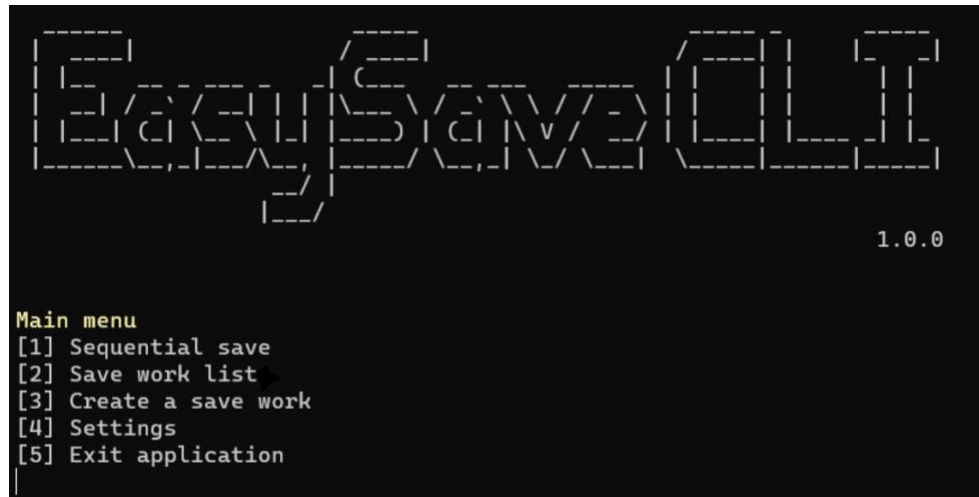 EasySave CLI
1.0.0
Main menu
[1] Sequential save
[2] Save work list
[3] Create a save work
[4] Settings
[5] Exit application